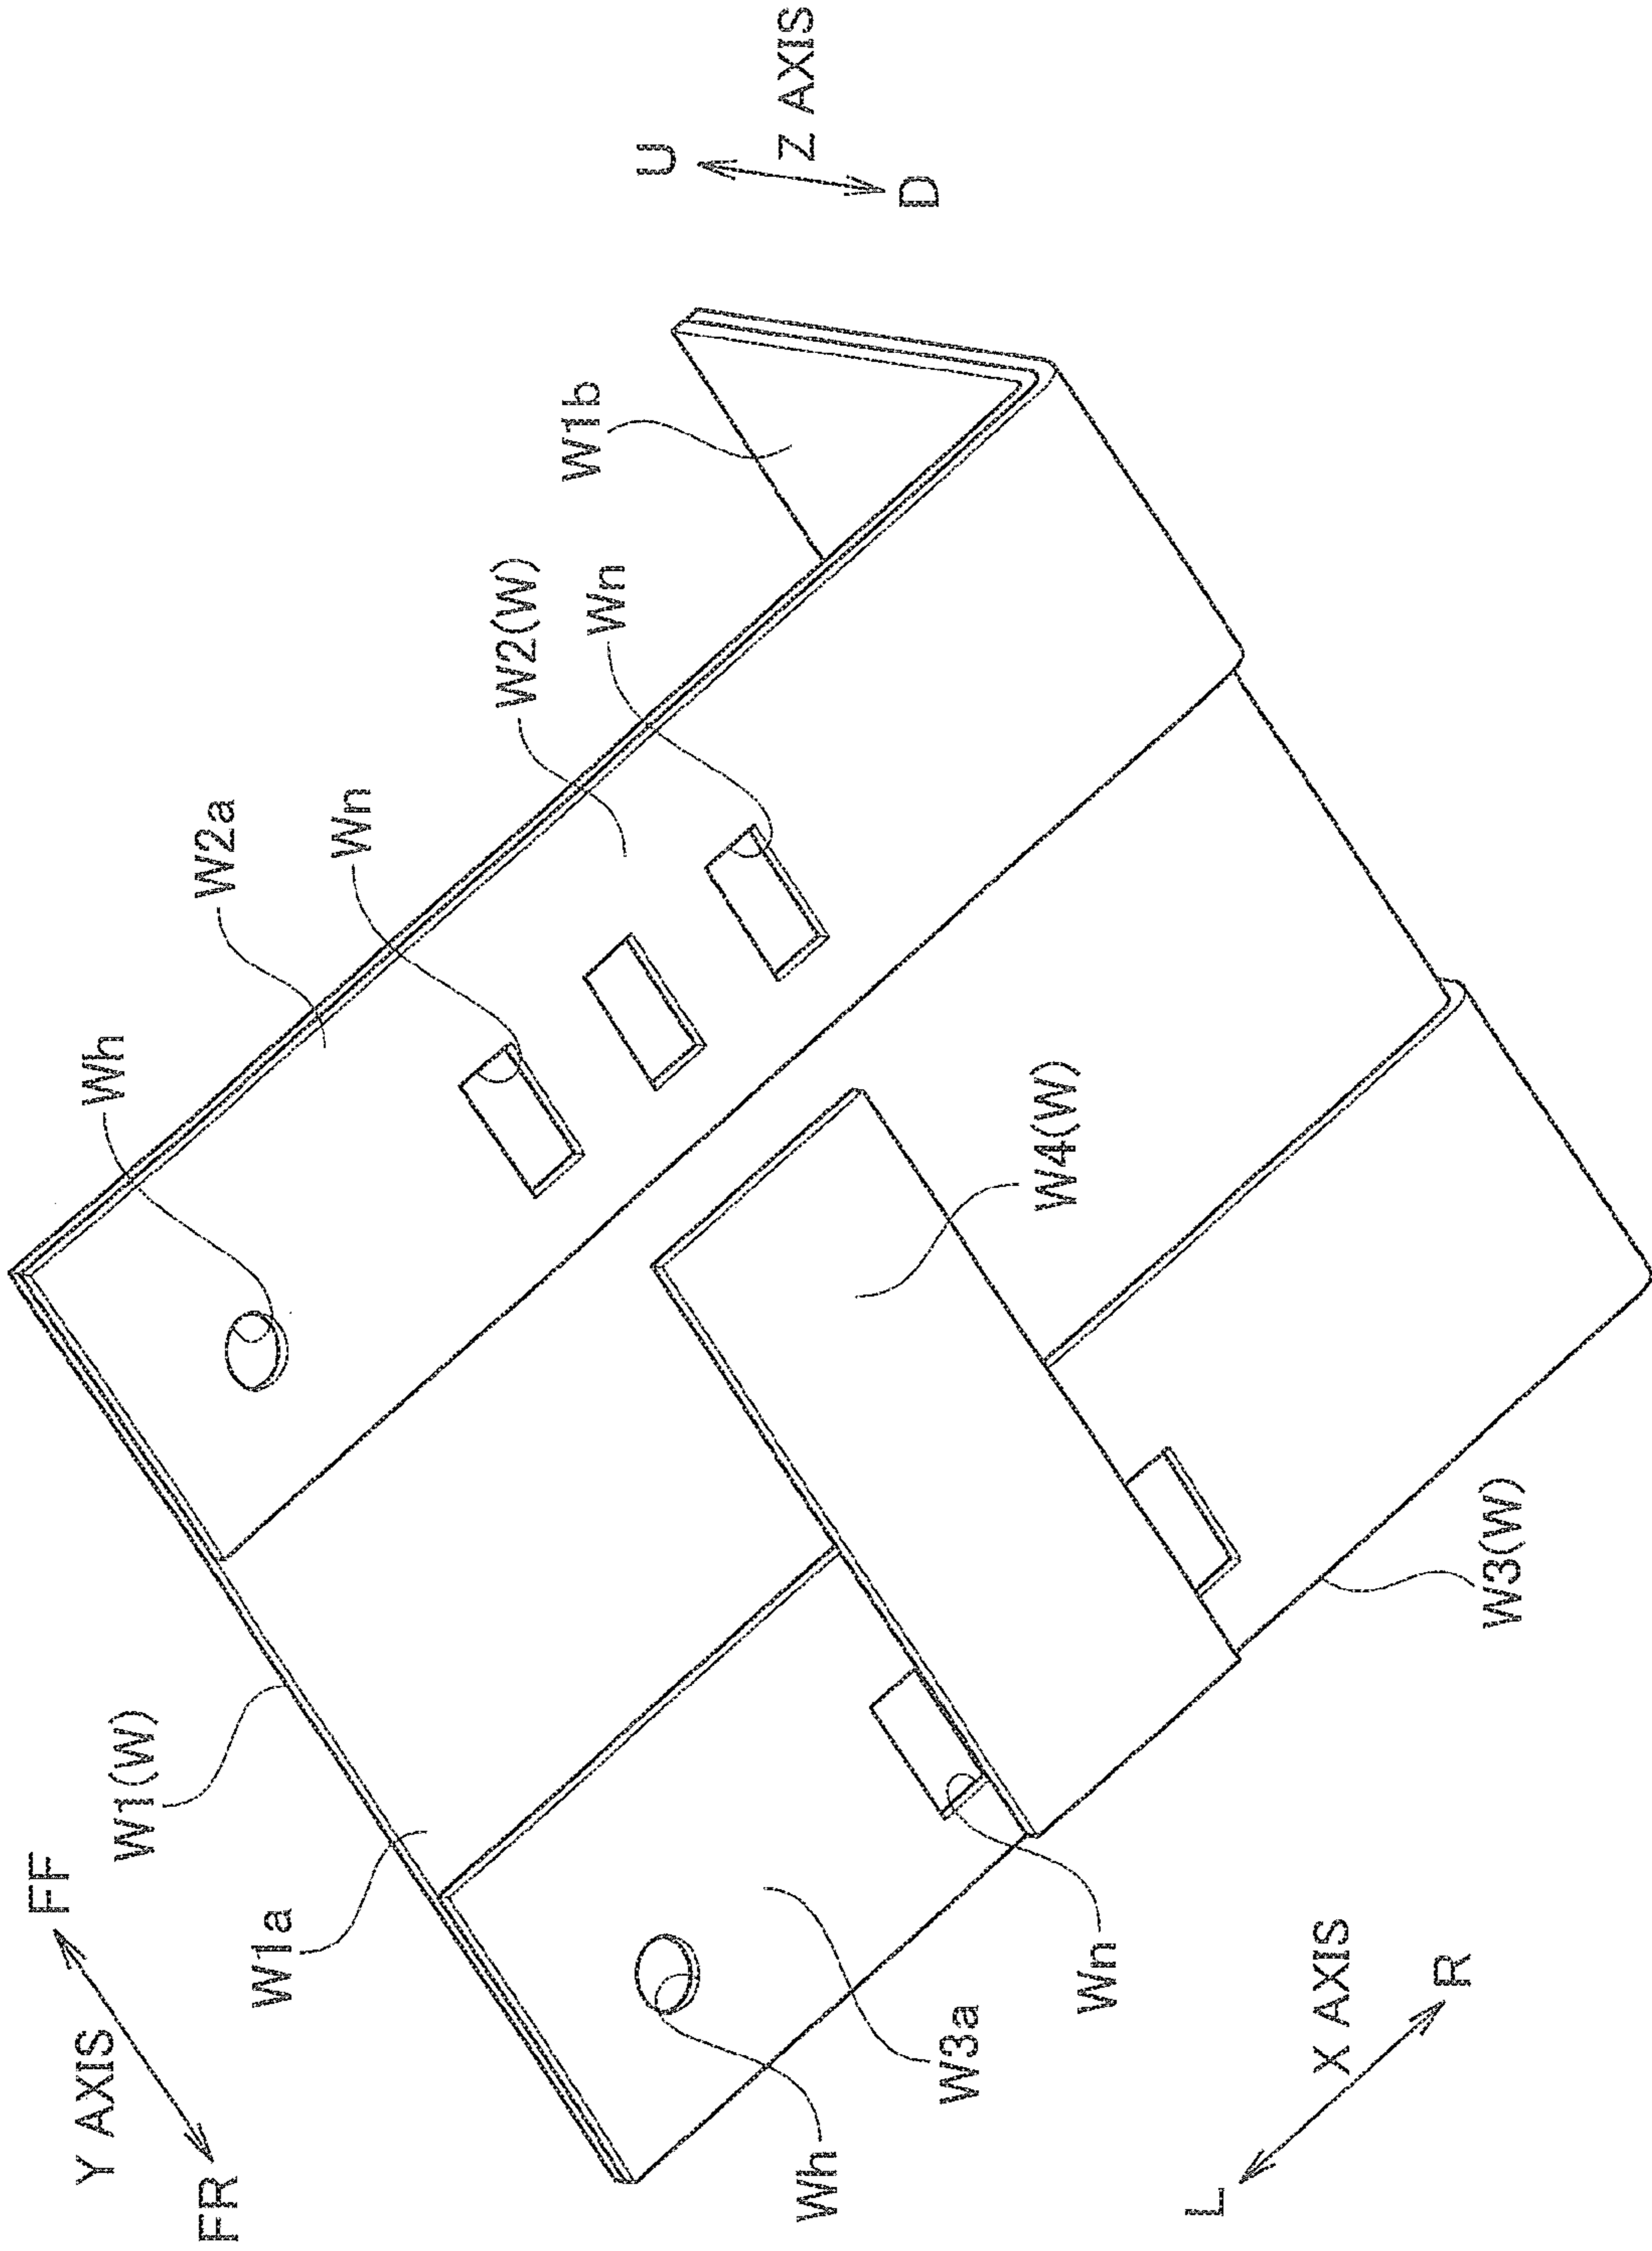 U
Z AXIS
D
W1b
W2(W)
Wn
W2a
Wn
Wh
W4(W)
W1(W)
W3(W)
FF
Y AXIS
FR
W1a
Wn
W3a
Wh
X AXIS
R
L